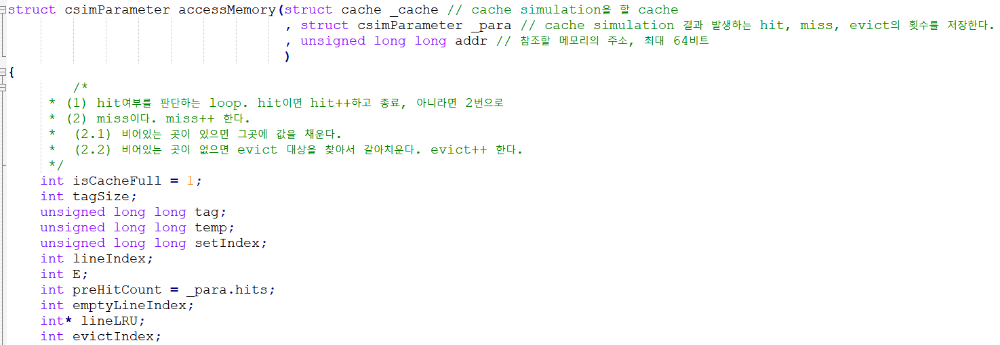 struct csimParameter accessMemory(struct cache _cache // cache simulation을 할 cache
, struct csimParameter _para // cache simulation 결과 발생하는 hit, miss, evict의 횟수를 저장한다.
, unsigned long long addr // 참조할 메모리의 주소, 최대 64비트
)
{
/*
* (1) hit여부를 판단하는 loop. hit이면 hit++하고 종료, 아니라면 2번으로
* (2) miss이다. miss++ 한다.
* (2.1) 비어있는 곳이 있으면 그곳에 값을 채운다.
* (2.2) 비어있는 곳이 없으면 evict 대상을 찾아서 갈아치운다. evict++ 한다.
*/
int isCacheFull = 1;
int tagSize;
unsigned long long tag;
unsigned long long temp;
unsigned long long setIndex;
int lineIndex;
int E;
int preHitCount = _para.hits;
int emptyLineIndex;
int* lineLRU;
int evictIndex;